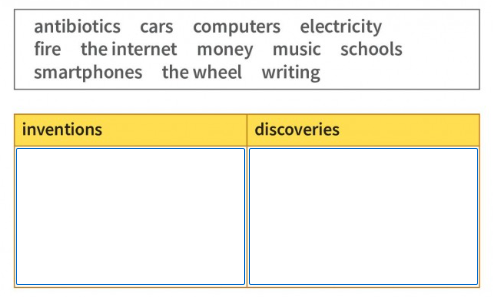 antibiotics cars computers electricity
fire the internet money music schools
smartphones the wheel writing
inventions discoveries